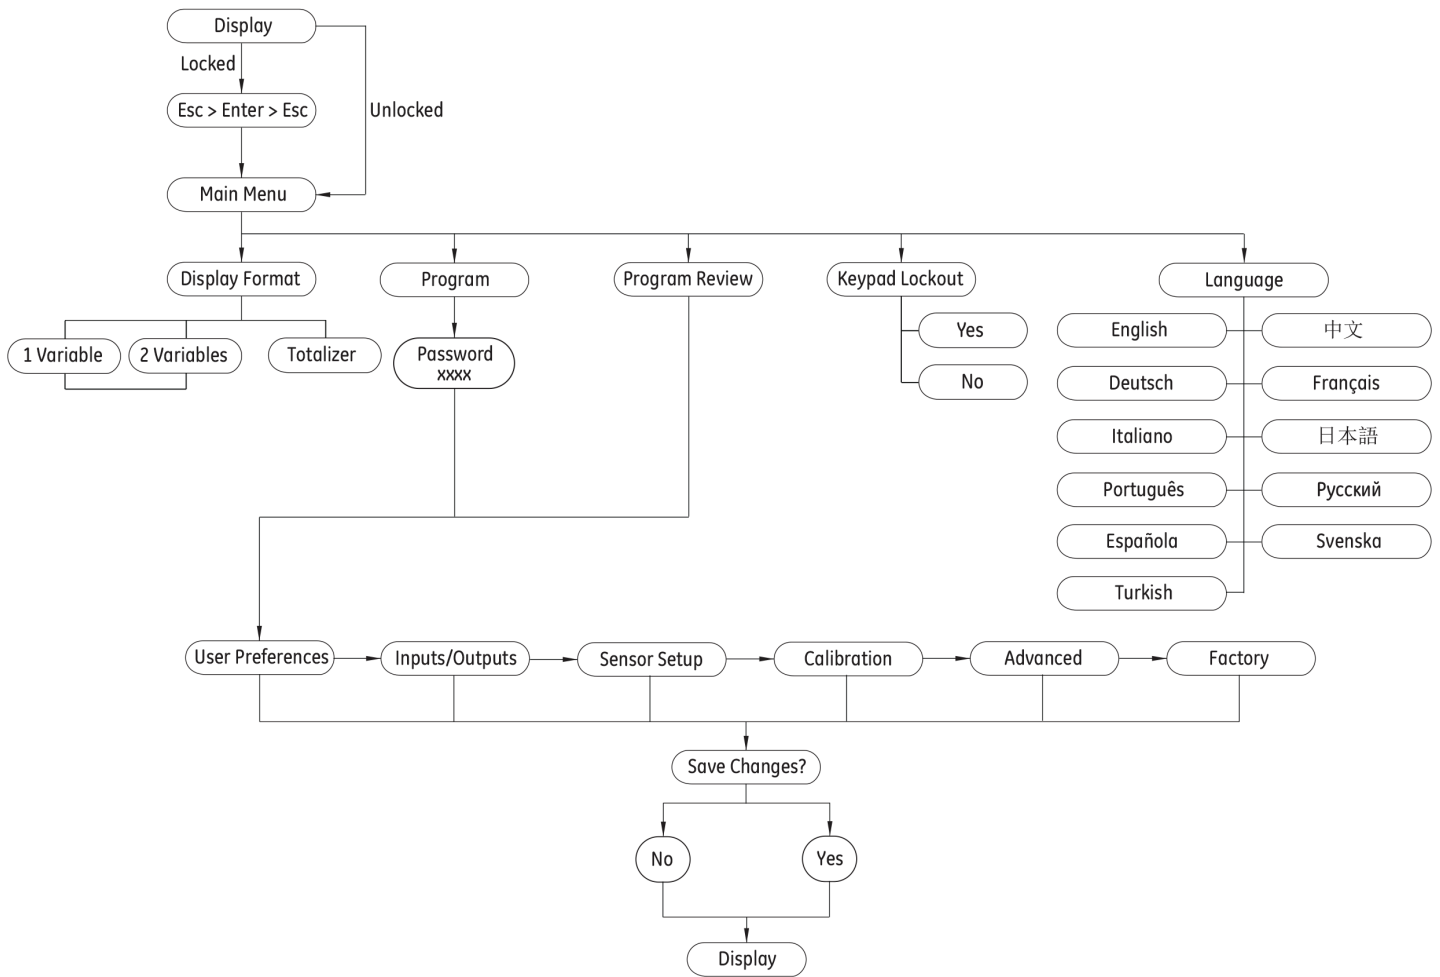 Display
Locked
Esc > Enter > Esc
Unlocked
Main Menu
Display Format
Program
Program Review
Keypad Lockout
Language
1 Variable
2 Variables
Totalizer
Password
xxxx
Yes
No
English
中文
Deutsch
Français
Italiano
日本語
Português
Русский
Española
Svenska
Turkish
User Preferences
Inputs/Outputs
Sensor Setup
Calibration
Advanced
Factory
Save Changes?
No
Yes
Display